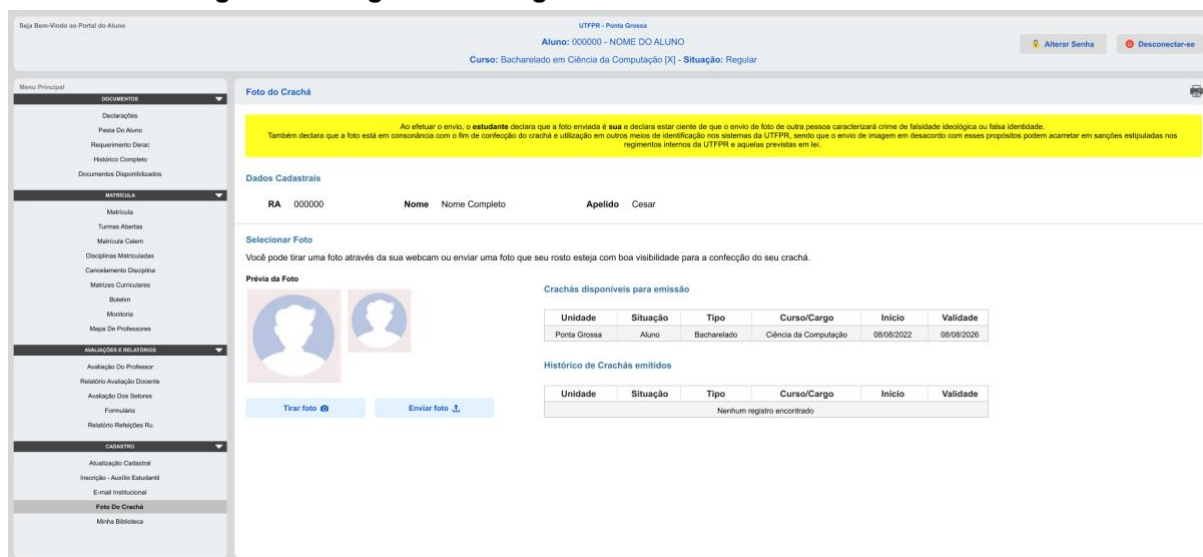 Seja Bem-Vindo ao Portal do Aluno
UTFPR - Ponta Grossa
Aluno: 000000 - NOME DO ALUNO
Curso: Bacharelado em Ciência da Computação [X] - Situação: Regular
Alterar Senha
Desconectar-se
Menu Principal
DOCUMENTOS
Declarações
Pasta Do Aluno
Requerimento Derac
Histórico Completo
Documentos Disponibilizados
MATRÍCULA
Matrícula
Turmas Abertas
Matrícula Calem
Disciplinas Matriculadas
Cancelamento Disciplina
Matrizes Curriculares
Boletim
Monitoria
Mapa De Professores
AVALIAÇÕES E RELATÓRIOS
Avaliação Do Professor
Relatório Avaliação Docente
Avaliação Dos Setores
Formulário
Relatório Refeições Ru
CADASTRO
Atualização Cadastral
Inscrição - Auxílio Estudantil
E-mail Institucional
Foto Do Crachá
Minha Biblioteca
Foto do Crachá
Ao efetuar o envio, o estudante declara que a foto enviada é sua e declara estar ciente de que o envio de foto de outra pessoa caracterizará crime de falsidade ideológica ou falsa identidade.
Também declara que a foto está em consonância com o fim de confecção do crachá e utilização em outros meios de identificação nos sistemas da UTFPR, sendo que o envio de imagem em desacordo com esses propósitos podem acarretar em sanções estipuladas nos
regimentos internos da UTFPR e aquelas previstas em lei.
Dados Cadastrais
RA 000000 Nome Nome Completo Apelido Cesar
Selecionar Foto
Você pode tirar uma foto através da sua webcam ou enviar uma foto que seu rosto esteja com boa visibilidade para a confecção do seu crachá.
Prévia da Foto
Tirar foto
Enviar foto
Crachás disponíveis para emissão
Unidade Situação Tipo Curso/Cargo Início Validade
Ponta Grossa Aluno Bacharelado Ciência da Computação 08/08/2022 08/08/2026
Histórico de Crachás emitidos
Unidade Situação Tipo Curso/Cargo Início Validade
Nenhum registro encontrado